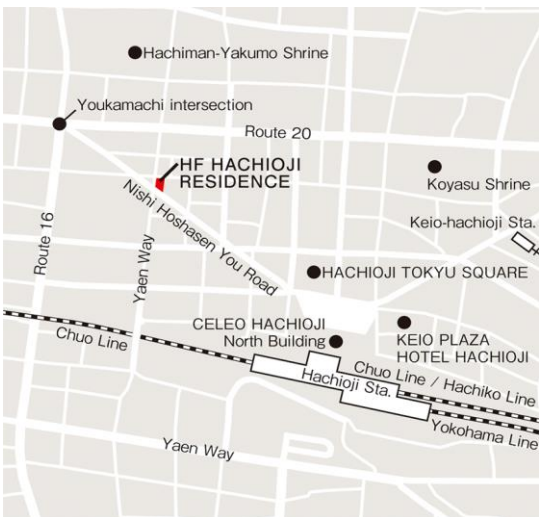 Hachiman-Yakumo Shrine
Youkamachi intersection
Route 20
HF HACHIOJI
RESIDENCE
Koyasu Shrine
Nishi Hoshasen You Road
Keio-hachioji Sta.
Route 16
Yaen Way
HACHIOJI TOKYU SQUARE
CELEO HACHIOJI
North Building
KEIO PLAZA
HOTEL HACHIOJI
Chuo Line
Hachioji Sta.
Chuo Line / Hachiko Line
Yokohama Line
Yaen Way